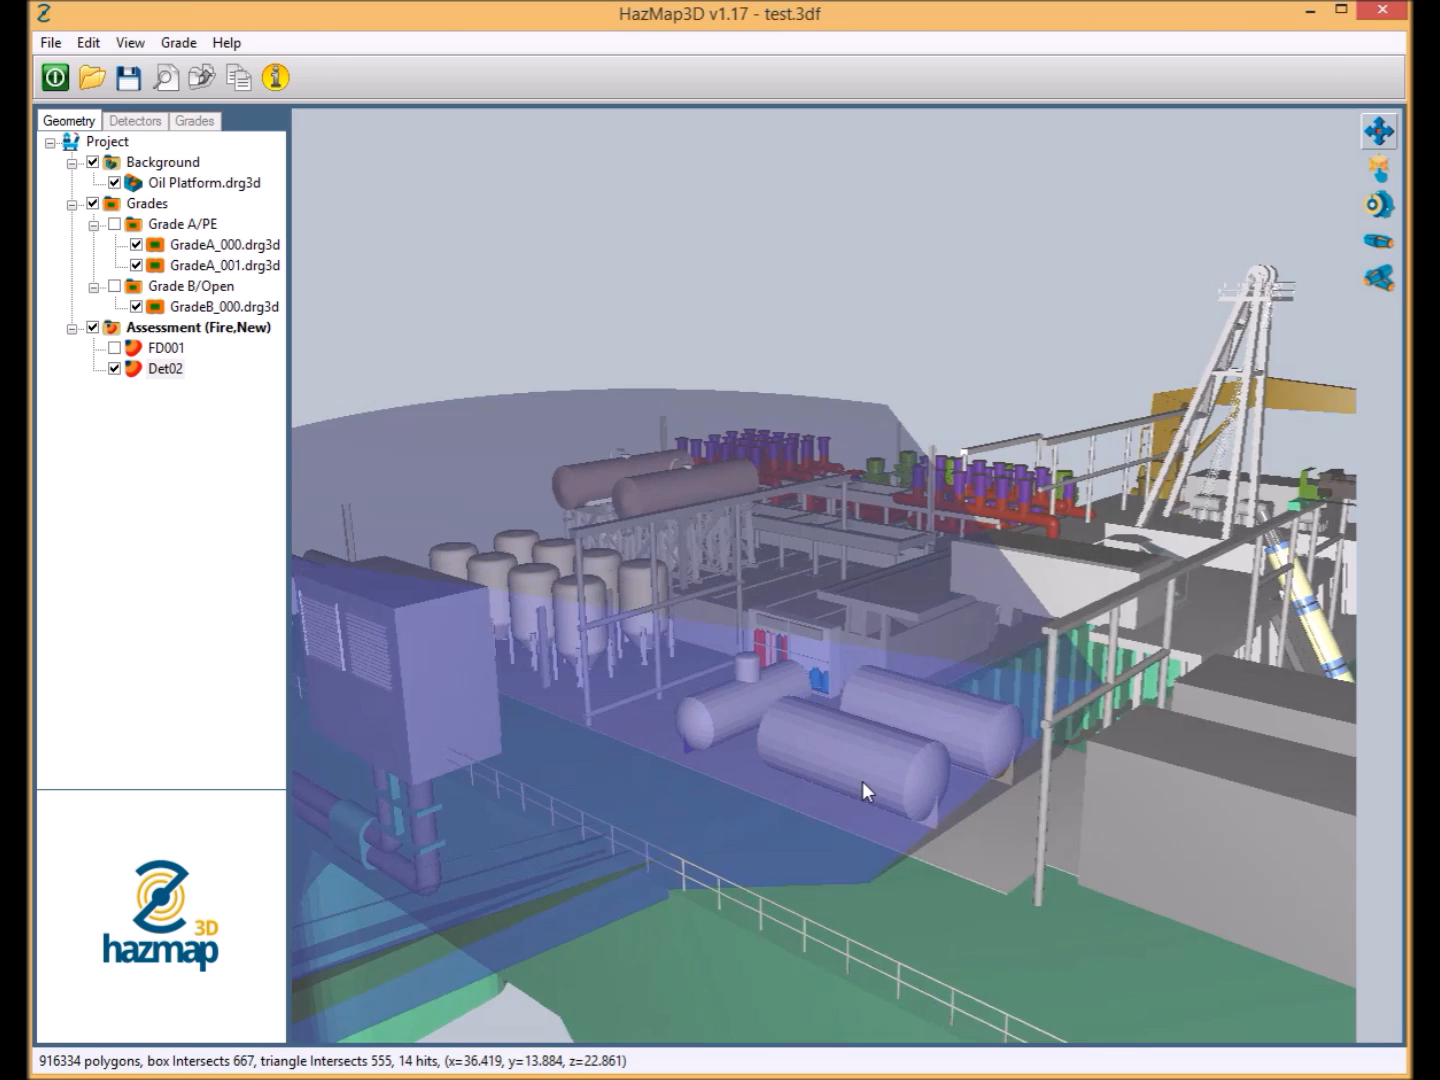 HazMap3D v1.17 - test.3df
File Edit View Grade Help
Geometry Detectors Grades
Project
Background
Oil Platform.drg3d
Grades
Grade A/PE
GradeA_000.drg3d
GradeA_001.drg3d
Grade B/Open
GradeB_000.drg3d
Assessment (Fire,New)
FD001
Det02
3D
hazmap
916334 polygons, box Intersects 667, triangle Intersects 555, 14 hits, (x=36.419, y=13.884, z=22.861)